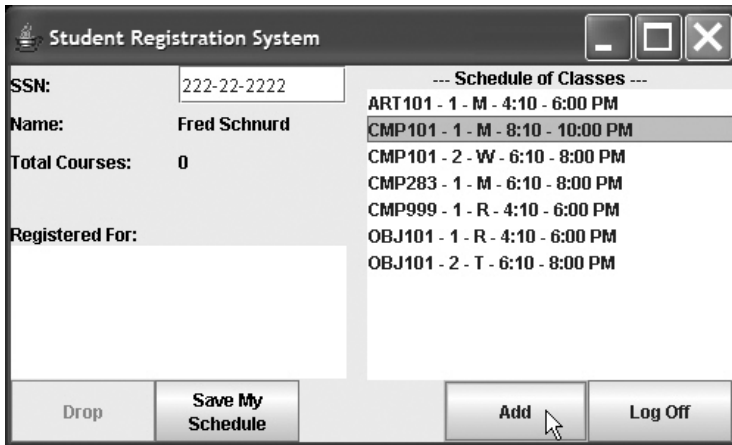 Student Registration System
SSN: 222-22-2222
Name: Fred Schnurd
Total Courses: 0
Registered For:
--- Schedule of Classes ---
ART101 - 1 - M - 4:10 - 6:00 PM
CMP101 - 1 - M - 8:10 - 10:00 PM
CMP101 - 2 - W - 6:10 - 8:00 PM
CMP283 - 1 - M - 6:10 - 8:00 PM
CMP999 - 1 - R - 4:10 - 6:00 PM
OBJ101 - 1 - R - 4:10 - 6:00 PM
OBJ101 - 2 - T - 6:10 - 8:00 PM
Drop
Save My
Schedule
Add
Log Off